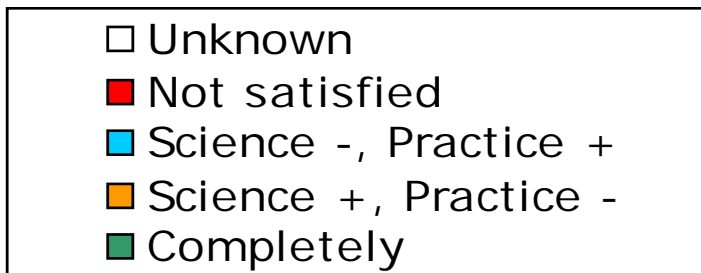 Unknown
Not satisfied
Science -, Practice +
Science +, Practice -
Completely